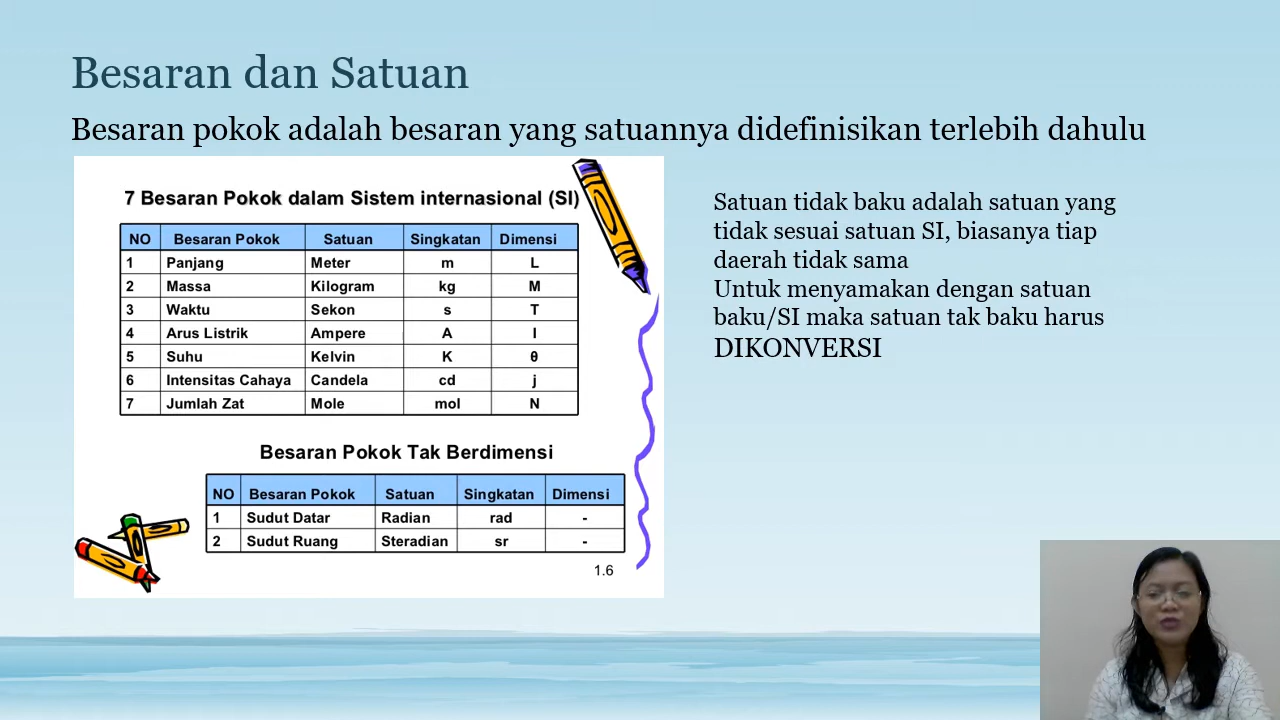 Besaran dan Satuan
Besaran pokok adalah besaran yang satuannya didefinisikan terlebih dahulu
7 Besaran Pokok dalam Sistem internasional (SI)
NO Besaran Pokok Satuan Singkatan Dimensi
1 Panjang Meter m L
2 Massa Kilogram kg M
3 Waktu Sekon s T
4 Arus Listrik Ampere A I
5 Suhu Kelvin K θ
6 Intensitas Cahaya Candela cd j
7 Jumlah Zat Mole mol N
Besaran Pokok Tak Berdimensi
NO Besaran Pokok Satuan Singkatan Dimensi
1 Sudut Datar Radian rad -
2 Sudut Ruang Steradian sr -
1.6
Satuan tidak baku adalah satuan yang
tidak sesuai satuan SI, biasanya tiap
daerah tidak sama
Untuk menyamakan dengan satuan
baku/SI maka satuan tak baku harus
DIKONVERSI